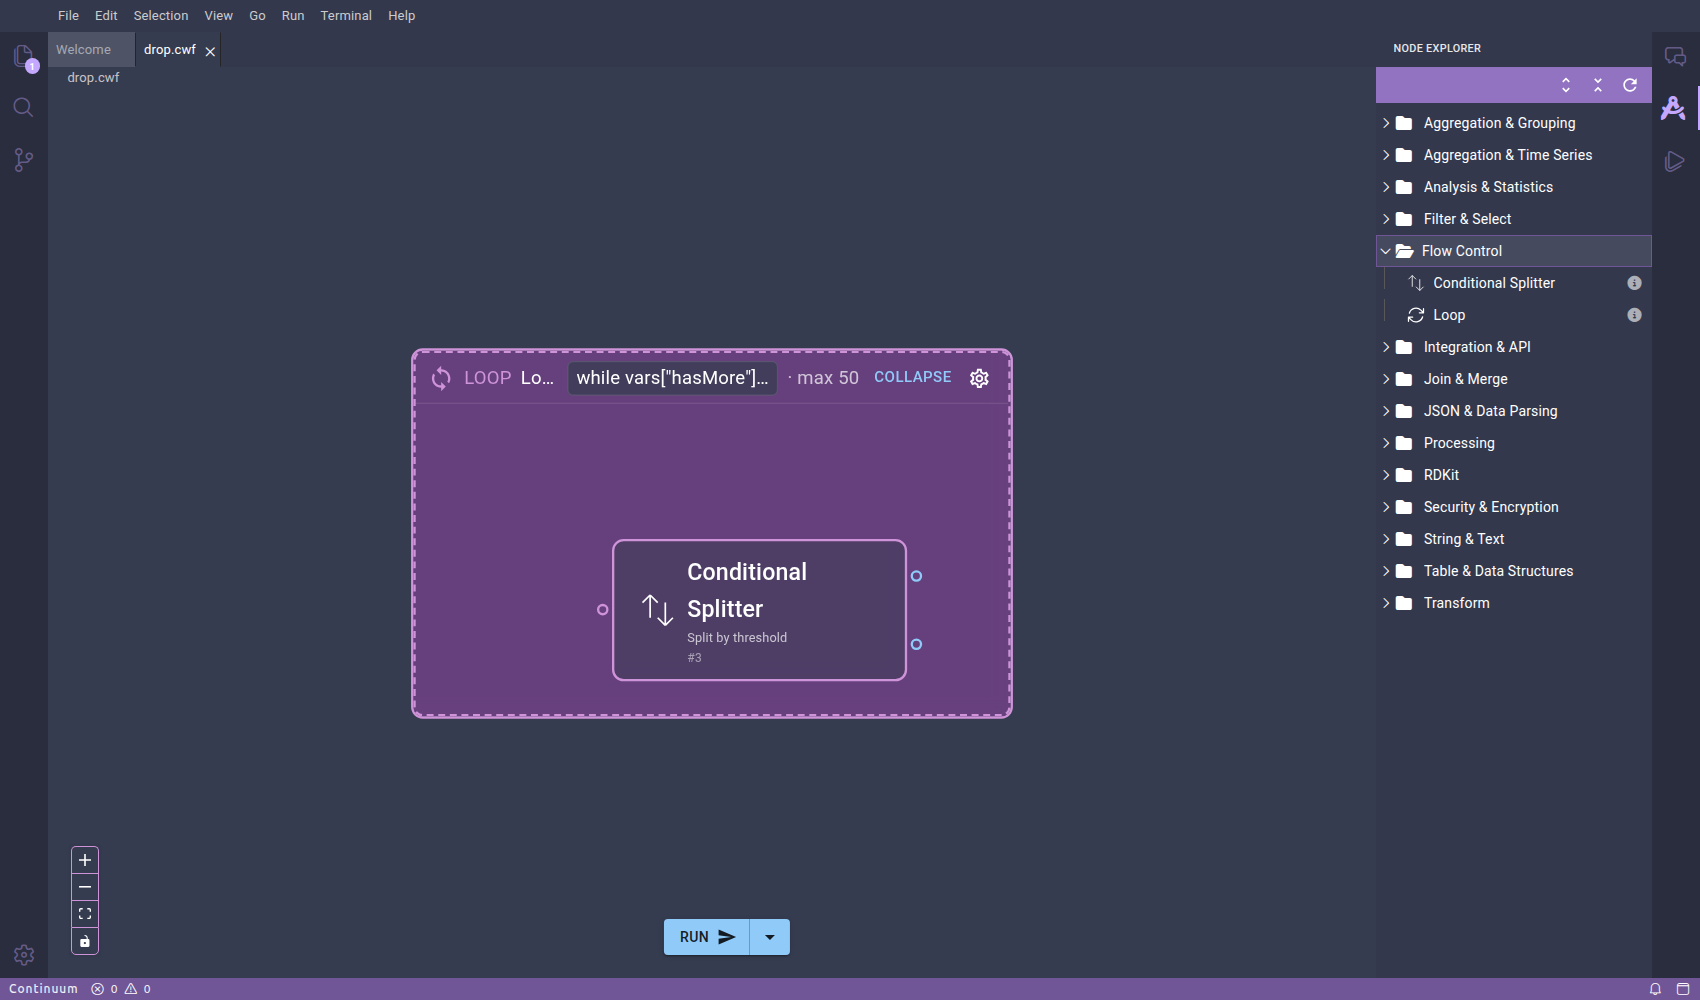 File Edit Selection View Go Run Terminal Help
Welcome drop.cwf
drop.cwf
NODE EXPLORER
Aggregation & Grouping
Aggregation & Time Series
Analysis & Statistics
Filter & Select
Flow Control
Conditional Splitter
Loop
Integration & API
Join & Merge
JSON & Data Parsing
Processing
RDKit
Security & Encryption
String & Text
Table & Data Structures
Transform
1
LOOP Lo... while vars["hasMore"]... · max 50 COLLAPSE
Conditional
Splitter
Split by threshold
#3
RUN
Continuum 0 0